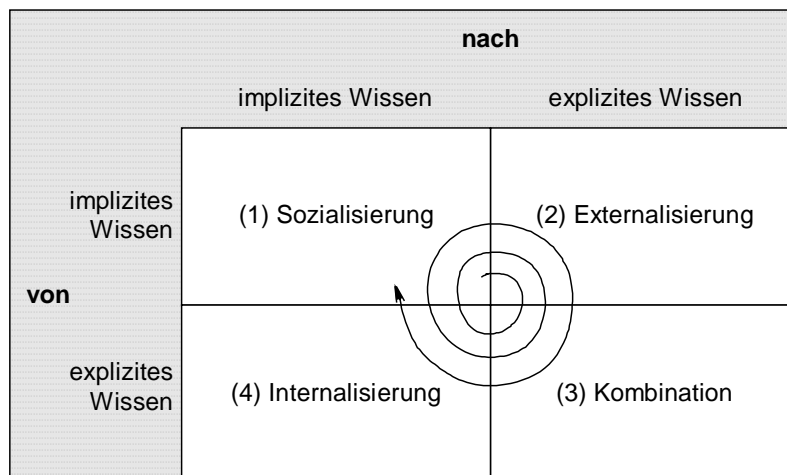 nach
implizites Wissen explizites Wissen
implizites
Wissen
(1) Sozialisierung (2) Externalisierung
von
explizites
Wissen
(4) Internalisierung (3) Kombination